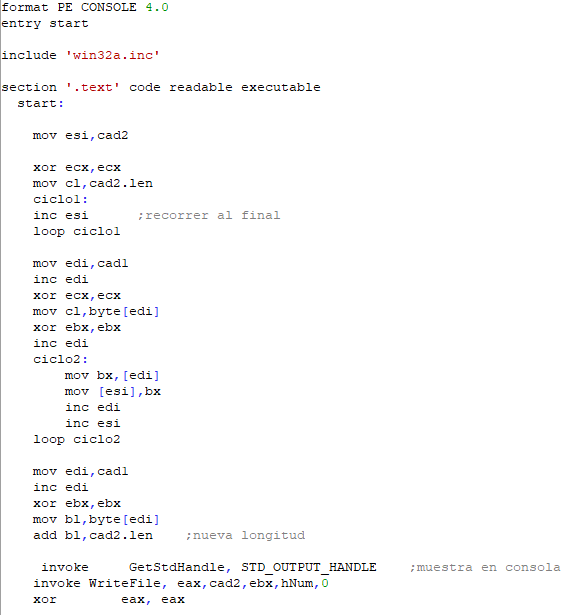 format PE CONSOLE 4.0
entry start
include 'win32a.inc'
section '.text' code readable executable
start:
mov esi,cad2
xor ecx,ecx
mov cl,cad2.len
ciclo1:
inc esi ;recorrer al final
loop ciclo1
mov edi,cad1
inc edi
xor ecx,ecx
mov cl,byte[edi]
xor ebx,ebx
inc edi
ciclo2:
mov bx,[edi]
mov [esi],bx
inc edi
inc esi
loop ciclo2
mov edi,cad1
inc edi
xor ebx,ebx
mov bl,byte[edi]
add bl,cad2.len ;nueva longitud
invoke GetStdHandle, STD_OUTPUT_HANDLE ;muestra en consola
invoke WriteFile, eax,cad2,ebx,hNum,0
xor eax, eax